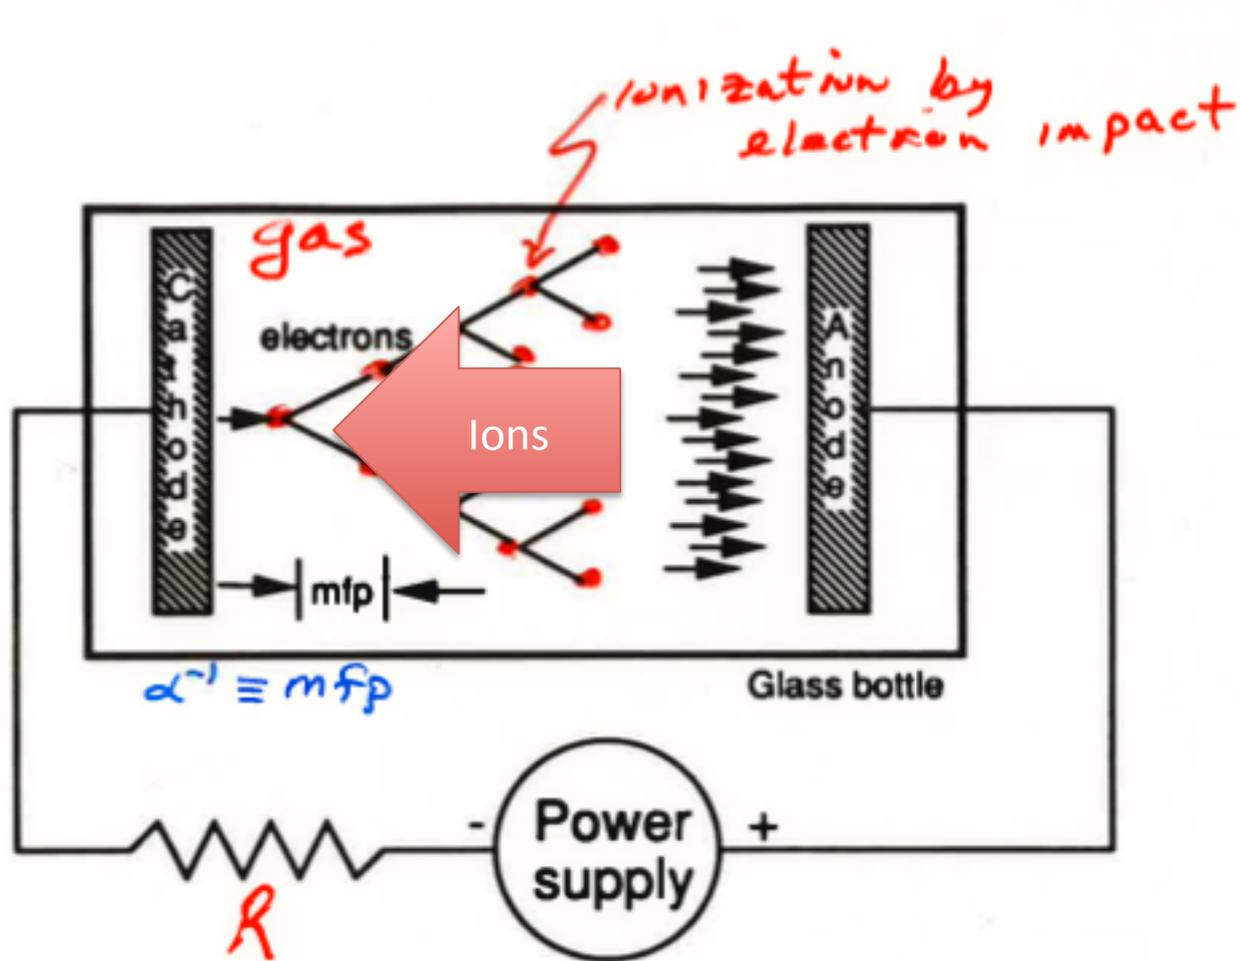 ionization by
electron impact
gas
Cathode
electrons
Anode
Ions
mfp
α⁻¹ ≡ mfp
Glass bottle
- Power +
supply
R